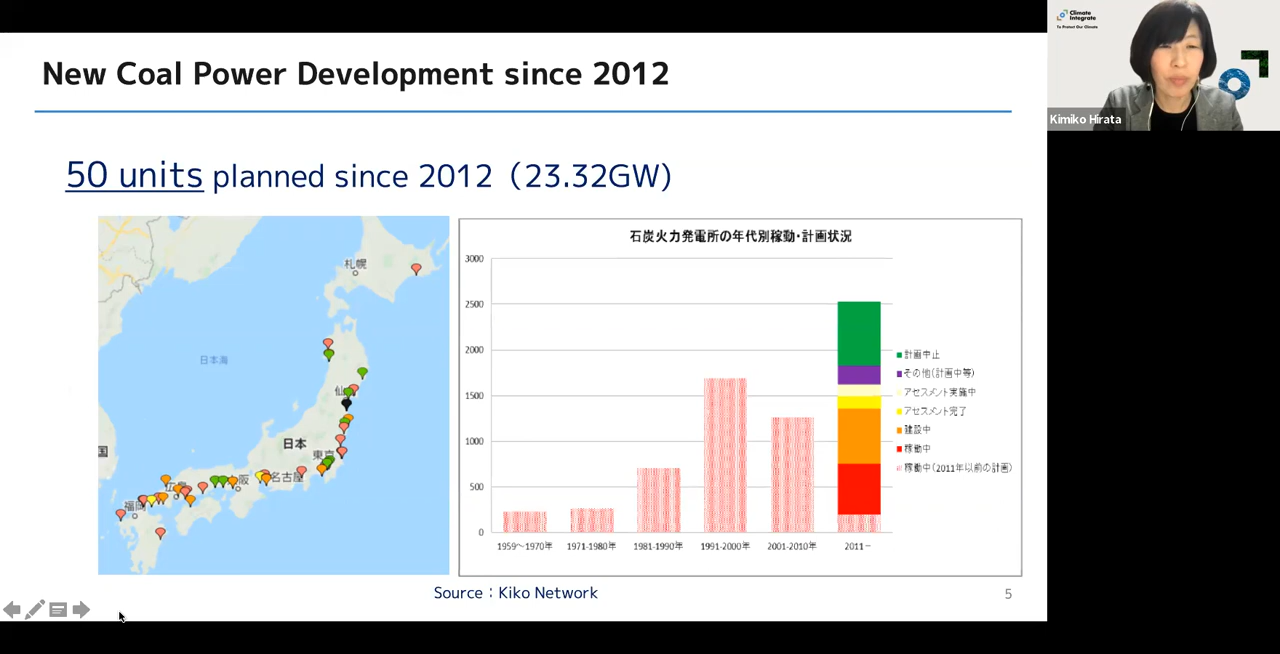 New Coal Power Development since 2012
50 units planned since 2012（23.32GW)
札幌
日本海
仙
日本
東京
名古屋
阪
広
福岡
国
石炭火力発電所の年代別稼動・計画状況
3000
2500
2000
1500
1000
500
0
1959～1970年
1971-1980年
1981-1990年
1991-2000年
2001-2010年
2011－
計画中止
その他(計画中等)
アセスメント実施中
アセスメント完了
建設中
稼動中
稼動中(2011年以前の計画)
Source：Kiko Network
5
Climate
Integrate
To Protect Our Climate
Kimiko Hirata